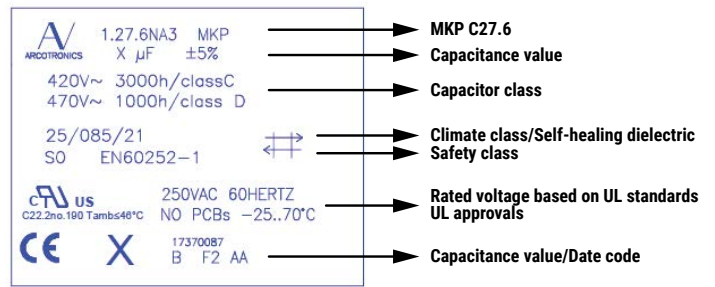 1.27.6NA3 MKP
ARCOTRONICS X µF ±5%
420V~ 3000h/classC
470V~ 1000h/class D
25/085/21
SO EN60252-1
c US 250VAC 60HERTZ
C22.2no.190 Tamb≤46°C NO PCBs -25..70°C
CE X 17370087
B F2 AA
MKP C27.6
Capacitance value
Capacitor class
Climate class/Self-healing dielectric
Safety class
Rated voltage based on UL standards
UL approvals
Capacitance value/Date code